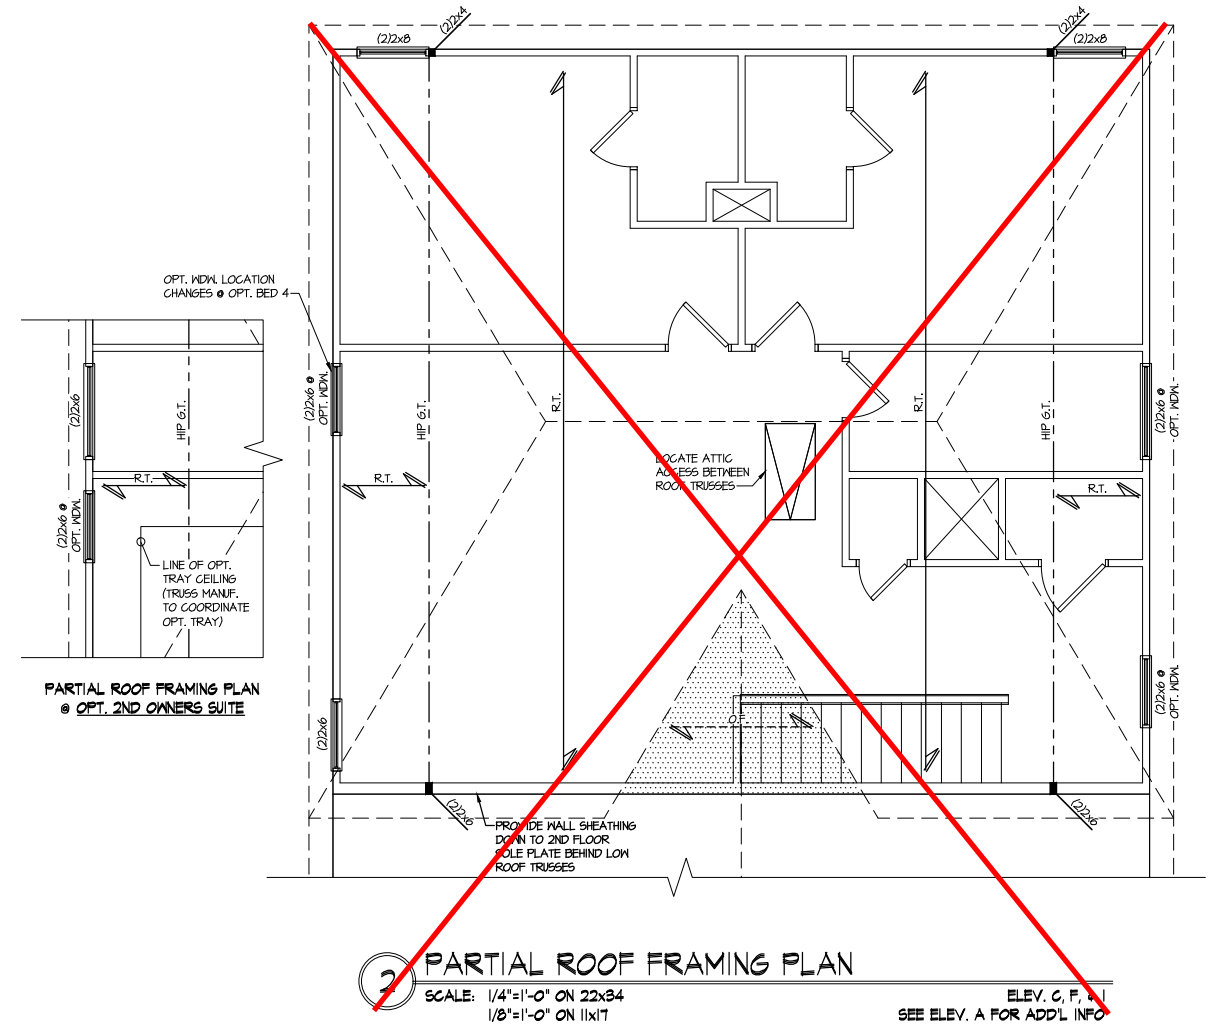 (2)2x4
(2)2x8
(2)2x4
(2)2x8
OPT. WDW. LOCATION
CHANGES @ OPT. BED 4
(2)2x6 @
OPT. WDW.
HIP G.T.
R.T.
R.T.
R.T.
HIP G.T.
(2)2x6 @
OPT. WDW.
(2)2x6
HIP G.T.
R.T.
(2)2x6 @
OPT. WDW.
LINE OF OPT.
TRAY CEILING
(TRUSS MANUF.
TO COORDINATE
OPT. TRAY)
PARTIAL ROOF FRAMING PLAN
@ OPT. 2ND OWNERS SUITE
LOCATE ATTIC
ACCESS BETWEEN
ROOF TRUSSES
R.T.
(2)2x6 @
OPT. WDW.
(2)2x6
O.F.
(2)2x6
(2)2x6
PROVIDE WALL SHEATHING
DOWN TO 2ND FLOOR
SOLE PLATE BEHIND LOW
ROOF TRUSSES
2
PARTIAL ROOF FRAMING PLAN
SCALE: 1/4"=1'-0" ON 22x34
1/8"=1'-0" ON 11x17
ELEV. C, F, & I
SEE ELEV. A FOR ADD'L INFO